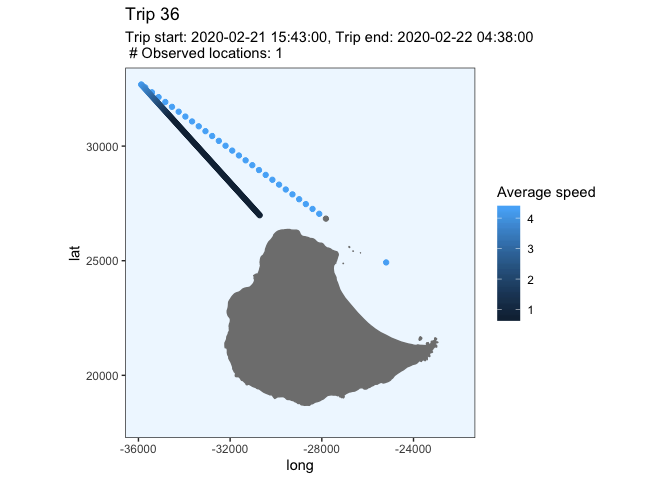 Trip 36
Trip start: 2020-02-21 15:43:00, Trip end: 2020-02-22 04:38:00
# Observed locations: 1
30000
25000
20000
lat
-36000
-32000
-28000
-24000
long
Average speed
4
3
2
1